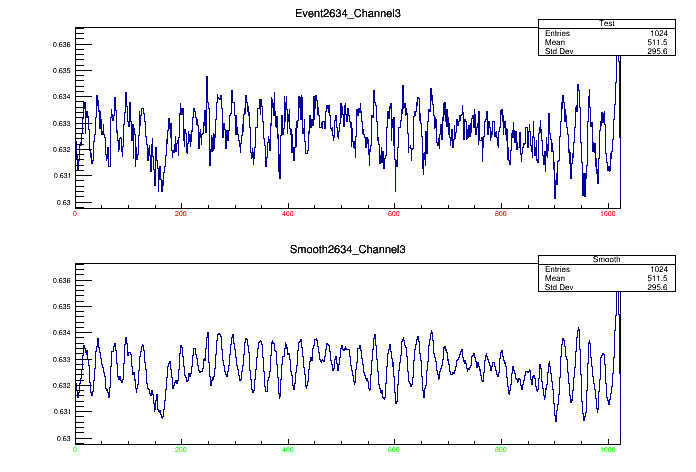 Event2634_Channel3
Test
Entries 1024
Mean 511.5
Std Dev 295.6
0.636
0.635
0.634
0.633
0.632
0.631
0.63
0 200 400 600 800 1000
Smooth2634_Channel3
Smooth
Entries 1024
Mean 511.5
Std Dev 295.6
0.636
0.635
0.634
0.633
0.632
0.631
0.63
0 200 400 600 800 1000